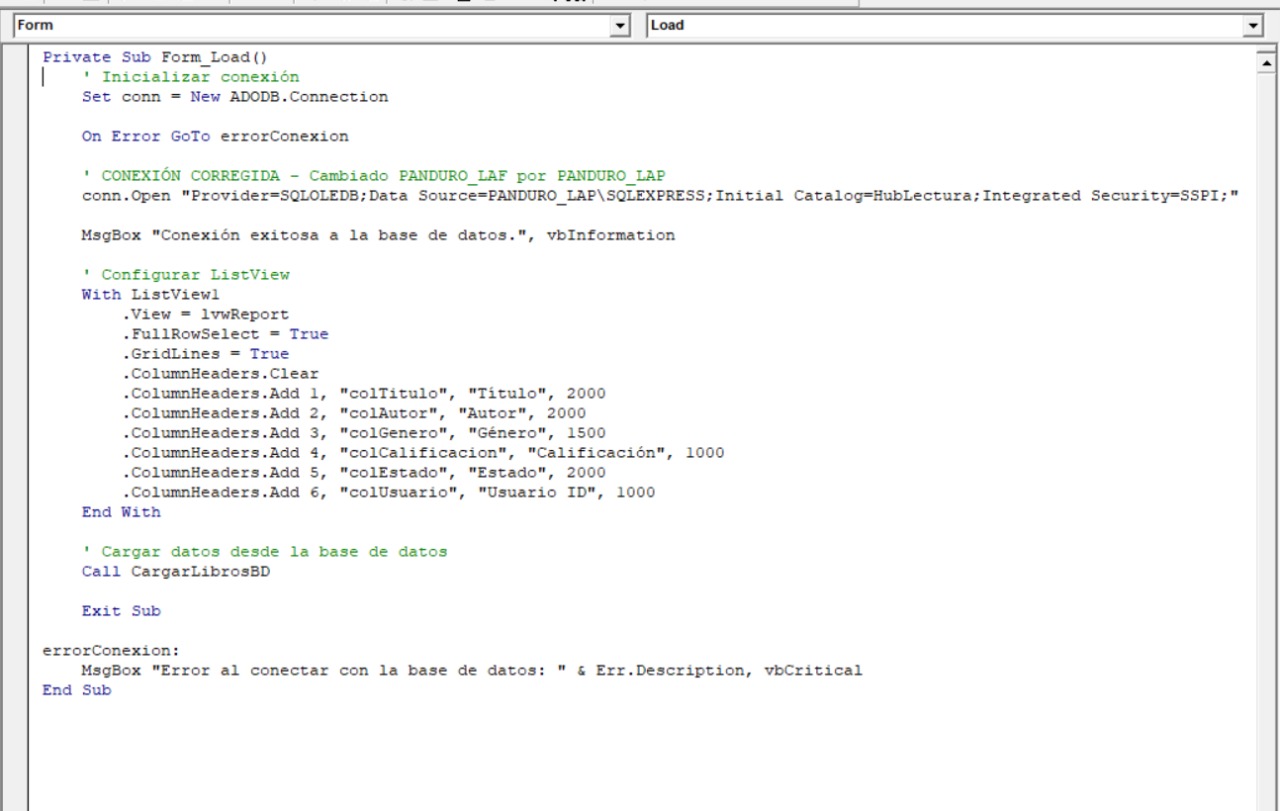 Form
Load
Private Sub Form_Load()
    ' Inicializar conexión
    Set conn = New ADODB.Connection

    On Error GoTo errorConexion

    ' CONEXIÓN CORREGIDA - Cambiado PANDURO_LAF por PANDURO_LAP
    conn.Open "Provider=SQLOLEDB;Data Source=PANDURO_LAP\SQLEXPRESS;Initial Catalog=HubLectura;Integrated Security=SSPI;"

    MsgBox "Conexión exitosa a la base de datos.", vbInformation

    ' Configurar ListView
    With ListView1
        .View = lvwReport
        .FullRowSelect = True
        .GridLines = True
        .ColumnHeaders.Clear
        .ColumnHeaders.Add 1, "colTitulo", "Título", 2000
        .ColumnHeaders.Add 2, "colAutor", "Autor", 2000
        .ColumnHeaders.Add 3, "colGenero", "Género", 1500
        .ColumnHeaders.Add 4, "colCalificacion", "Calificación", 1000
        .ColumnHeaders.Add 5, "colEstado", "Estado", 2000
        .ColumnHeaders.Add 6, "colUsuario", "Usuario ID", 1000
    End With

    ' Cargar datos desde la base de datos
    Call CargarLibrosBD

    Exit Sub

errorConexion:
    MsgBox "Error al conectar con la base de datos: " & Err.Description, vbCritical
End Sub